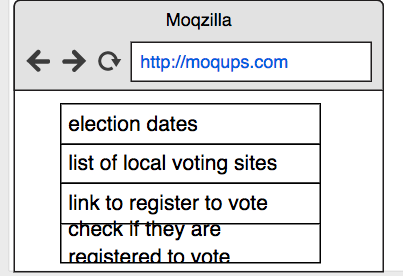 Moqzilla
http://moqups.com
election dates
list of local voting sites
link to register to vote
check if they are
registered to vote